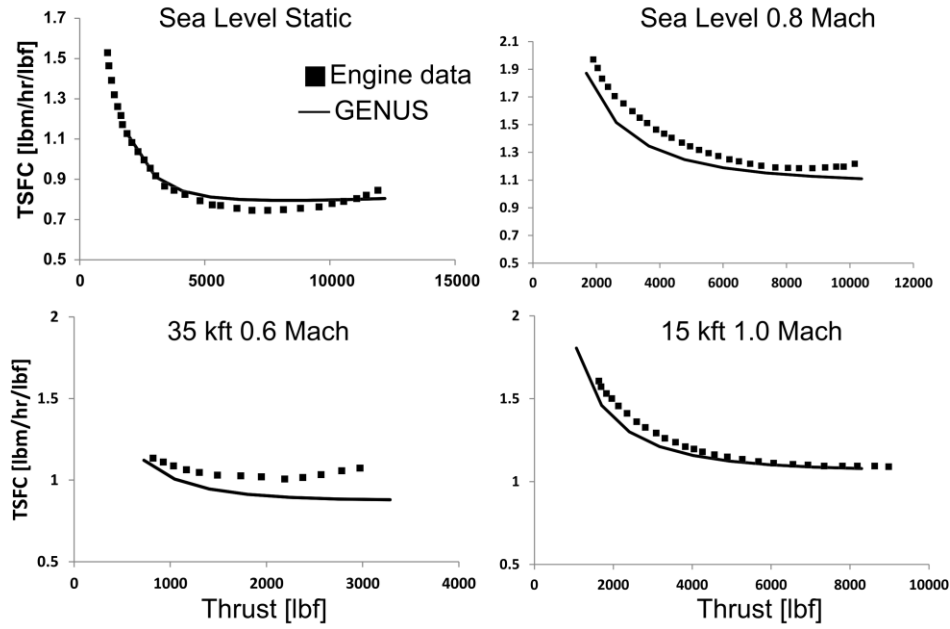 Sea Level Static
1.7
1.5
1.3
1.1
0.9
0.7
0.5
TSFC [lbm/hr/lbf]
Engine data
GENUS
0 5000 10000 15000
Sea Level 0.8 Mach
2.1
1.9
1.7
1.5
1.3
1.1
0.9
0.7
0.5
0 2000 4000 6000 8000 10000 12000
35 kft 0.6 Mach
2
1.5
1
0.5
TSFC [lbm/hr/lbf]
0 1000 2000 3000 4000
Thrust [lbf]
15 kft 1.0 Mach
2
1.5
1
0.5
0 2000 4000 6000 8000 10000
Thrust [lbf]